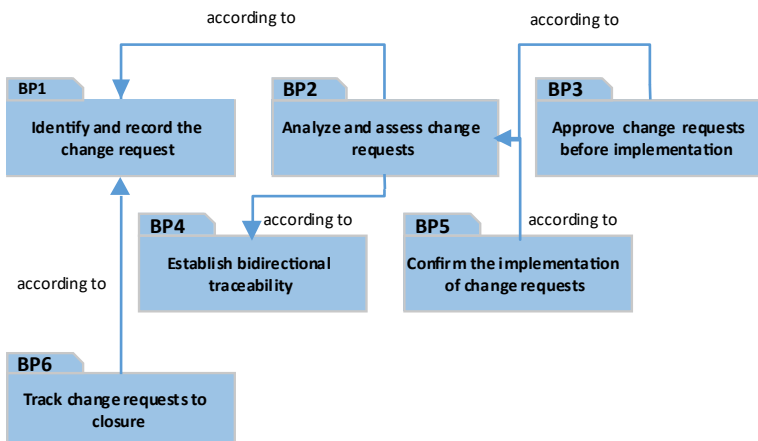 according to
according to
BP1
Identify and record the
change request
BP2
Analyze and assess change
requests
BP3
Approve change requests
before implementation
according to
according to
BP4
Establish bidirectional
traceability
BP5
Confirm the implementation
of change requests
according to
BP6
Track change requests to
closure